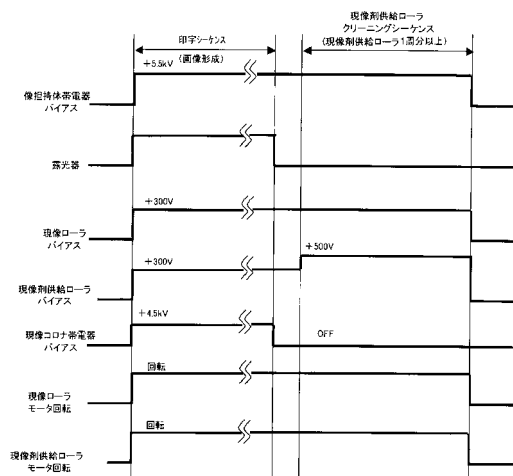 現像剤供給ローラ
クリーニングシーケンス
(現像剤供給ローラ1周分以上)
印字シーケンス
(画像形成)
+5.5kV
像担持体帯電器
バイアス
露光器
+300V
現像ローラ
バイアス
+500V
+300V
現像剤供給ローラ
バイアス
+4.5kV
現像コロナ帯電器
バイアス
OFF
回転
現像ローラ
モータ回転
回転
現像剤供給ローラ
モータ回転